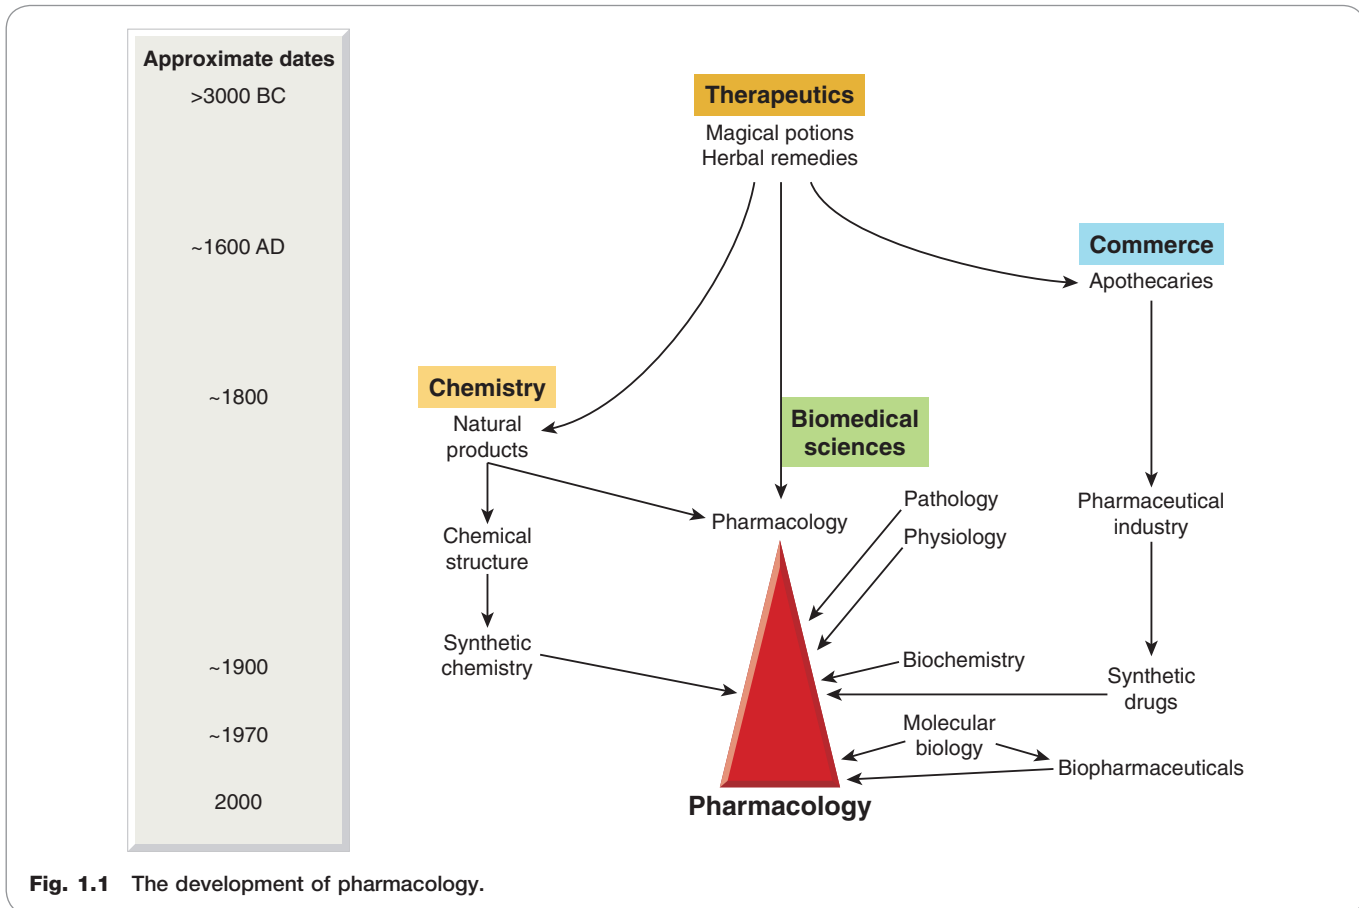 Approximate dates
>3000 BC
~1600 AD
~1800
~1900
~1970
2000
Therapeutics
Magical potions
Herbal remedies
Commerce
Apothecaries
Chemistry
Natural
products
Biomedical
sciences
Pathology
Pharmaceutical
industry
Pharmacology
Physiology
Chemical
structure
Synthetic
chemistry
Biochemistry
Synthetic
drugs
Molecular
biology
Biopharmaceuticals
Pharmacology
Fig. 1.1 The development of pharmacology.